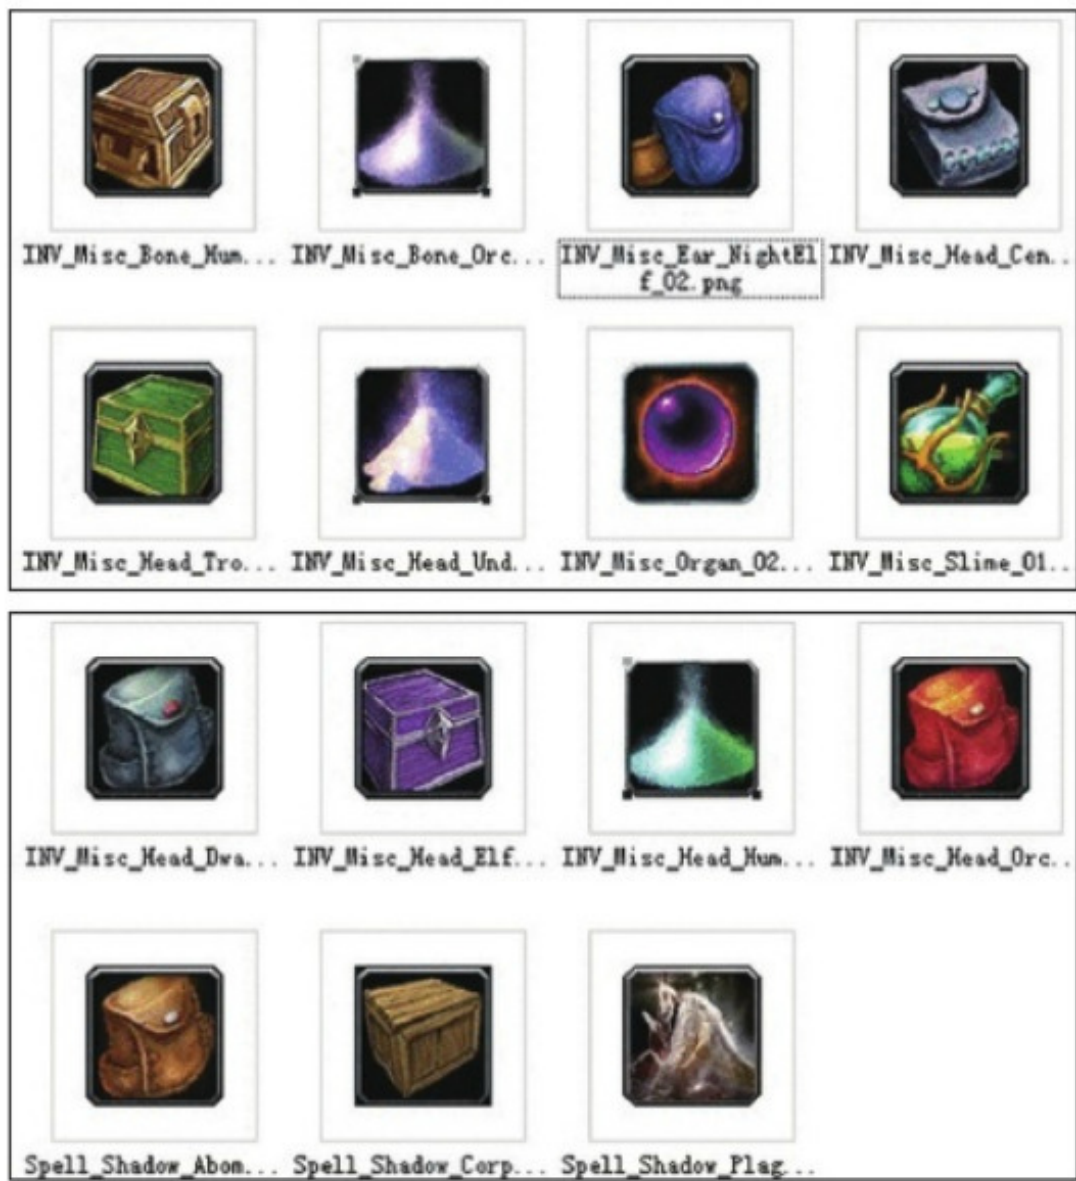 INV_Misc_Bone_Hum... INV_Misc_Bone_Orc... INV_Misc_Ear_NightEl INV_Misc_Head_Cen...
f_02.png
INV_Misc_Head_Tro... INV_Misc_Head_Und... INV_Misc_Organ_02... INV_Misc_Slime_01...
INV_Misc_Head_Dwa... INV_Misc_Head_Elf... INV_Misc_Head_Hum... INV_Misc_Head_Orc...
Spell_Shadow_Abom... Spell_Shadow_Corp... Spell_Shadow_Plag...